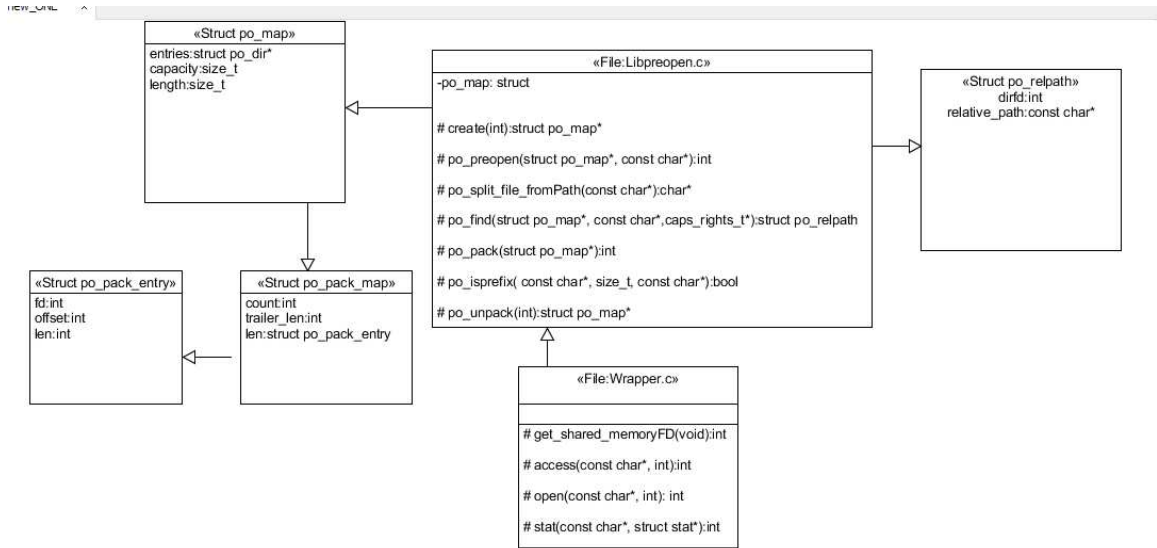 new_ONE
«Struct po_map»
entries:struct po_dir*
capacity:size_t
length:size_t
«File:Libpreopen.c»
-po_map: struct
# create(int):struct po_map*
# po_preopen(struct po_map*, const char*):int
# po_split_file_fromPath(const char*):char*
# po_find(struct po_map*, const char*,caps_rights_t*):struct po_relpath
# po_pack(struct po_map*):int
# po_isprefix( const char*, size_t, const char*):bool
# po_unpack(int):struct po_map*
«Struct po_relpath»
dirfd:int
relative_path:const char*
«Struct po_pack_entry»
fd:int
offset:int
len:int
«Struct po_pack_map»
count:int
trailer_len:int
len:struct po_pack_entry
«File:Wrapper.c»
# get_shared_memoryFD(void):int
# access(const char*, int):int
# open(const char*, int): int
# stat(const char*, struct stat*):int